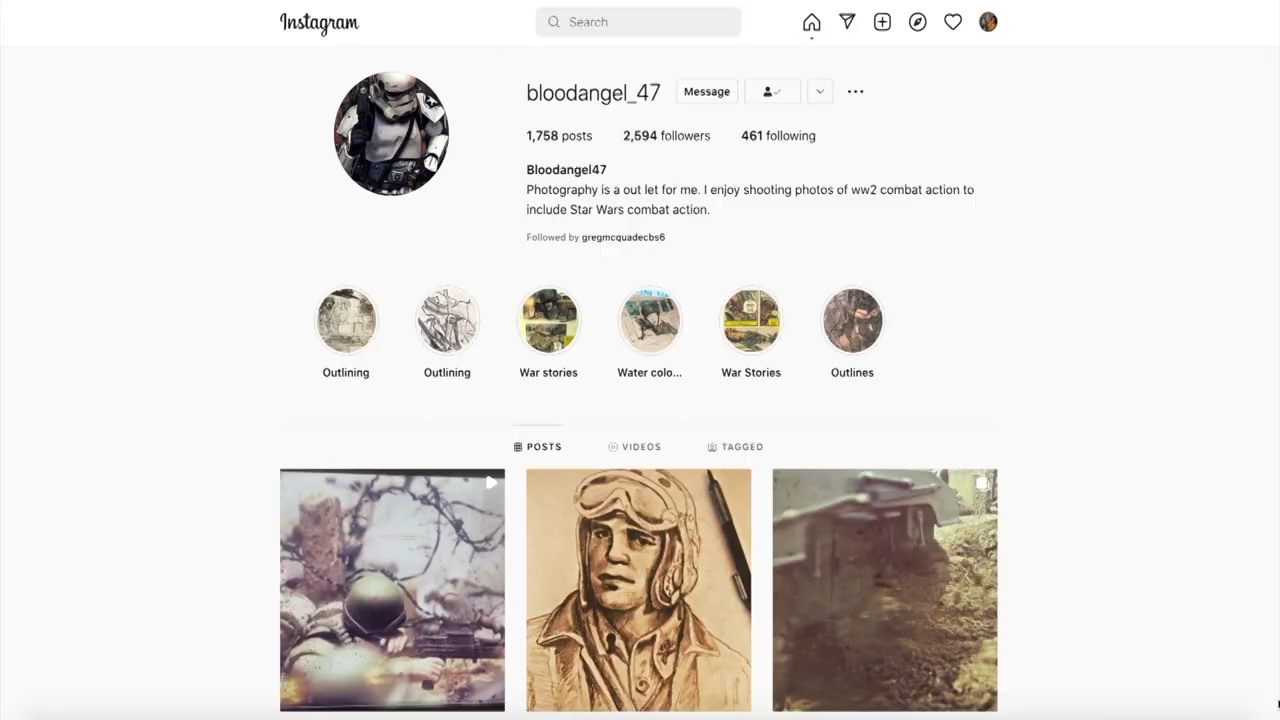 Instagram
Search
bloodangel_47 Message
1,758 posts 2,594 followers 461 following
Bloodangel47
Photography is a out let for me. I enjoy shooting photos of ww2 combat action to
include Star Wars combat action.
Followed by gregmcquadecbs6
Outlining Outlining War stories Water colo... War Stories Outlines
POSTS VIDEOS TAGGED